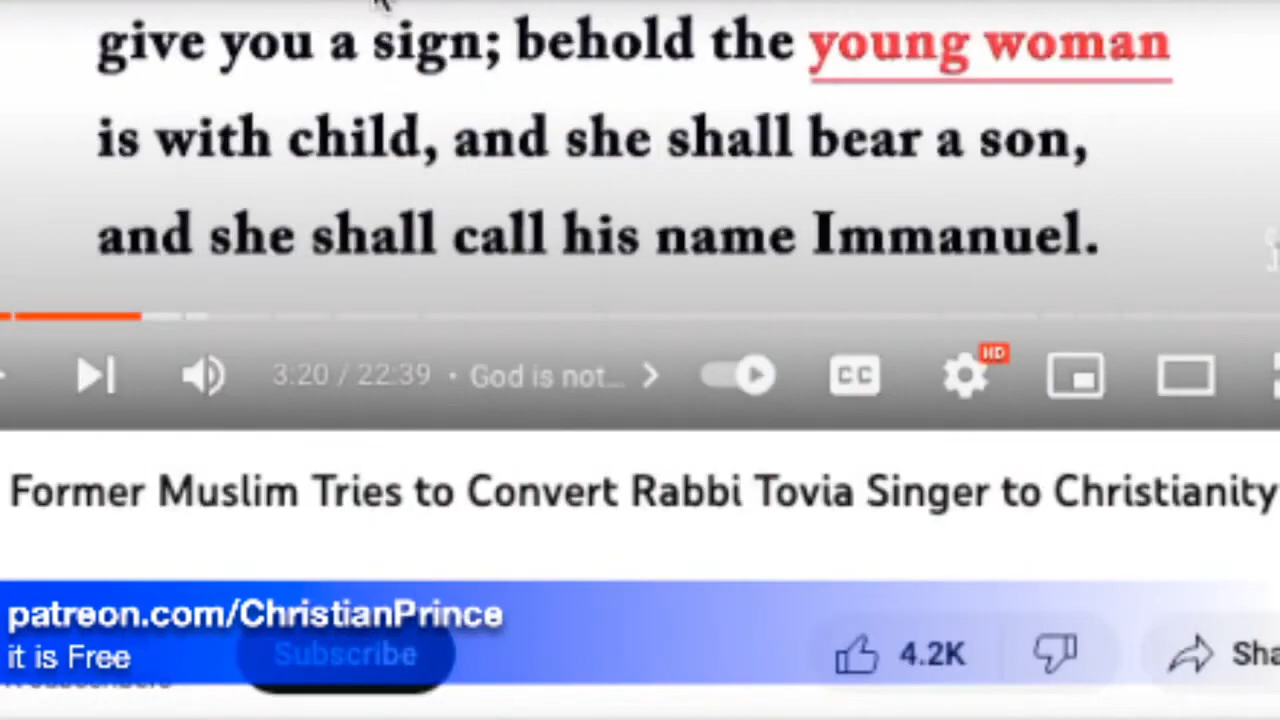 give you a sign; behold the young woman
is with child, and she shall bear a son,
and she shall call his name Immanuel.
3:20 / 22:39 • God is not...
CC
HD
Former Muslim Tries to Convert Rabbi Tovia Singer to Christianity
patreon.com/ChristianPrince
it is Free
Subscribe
4.2K
Sha